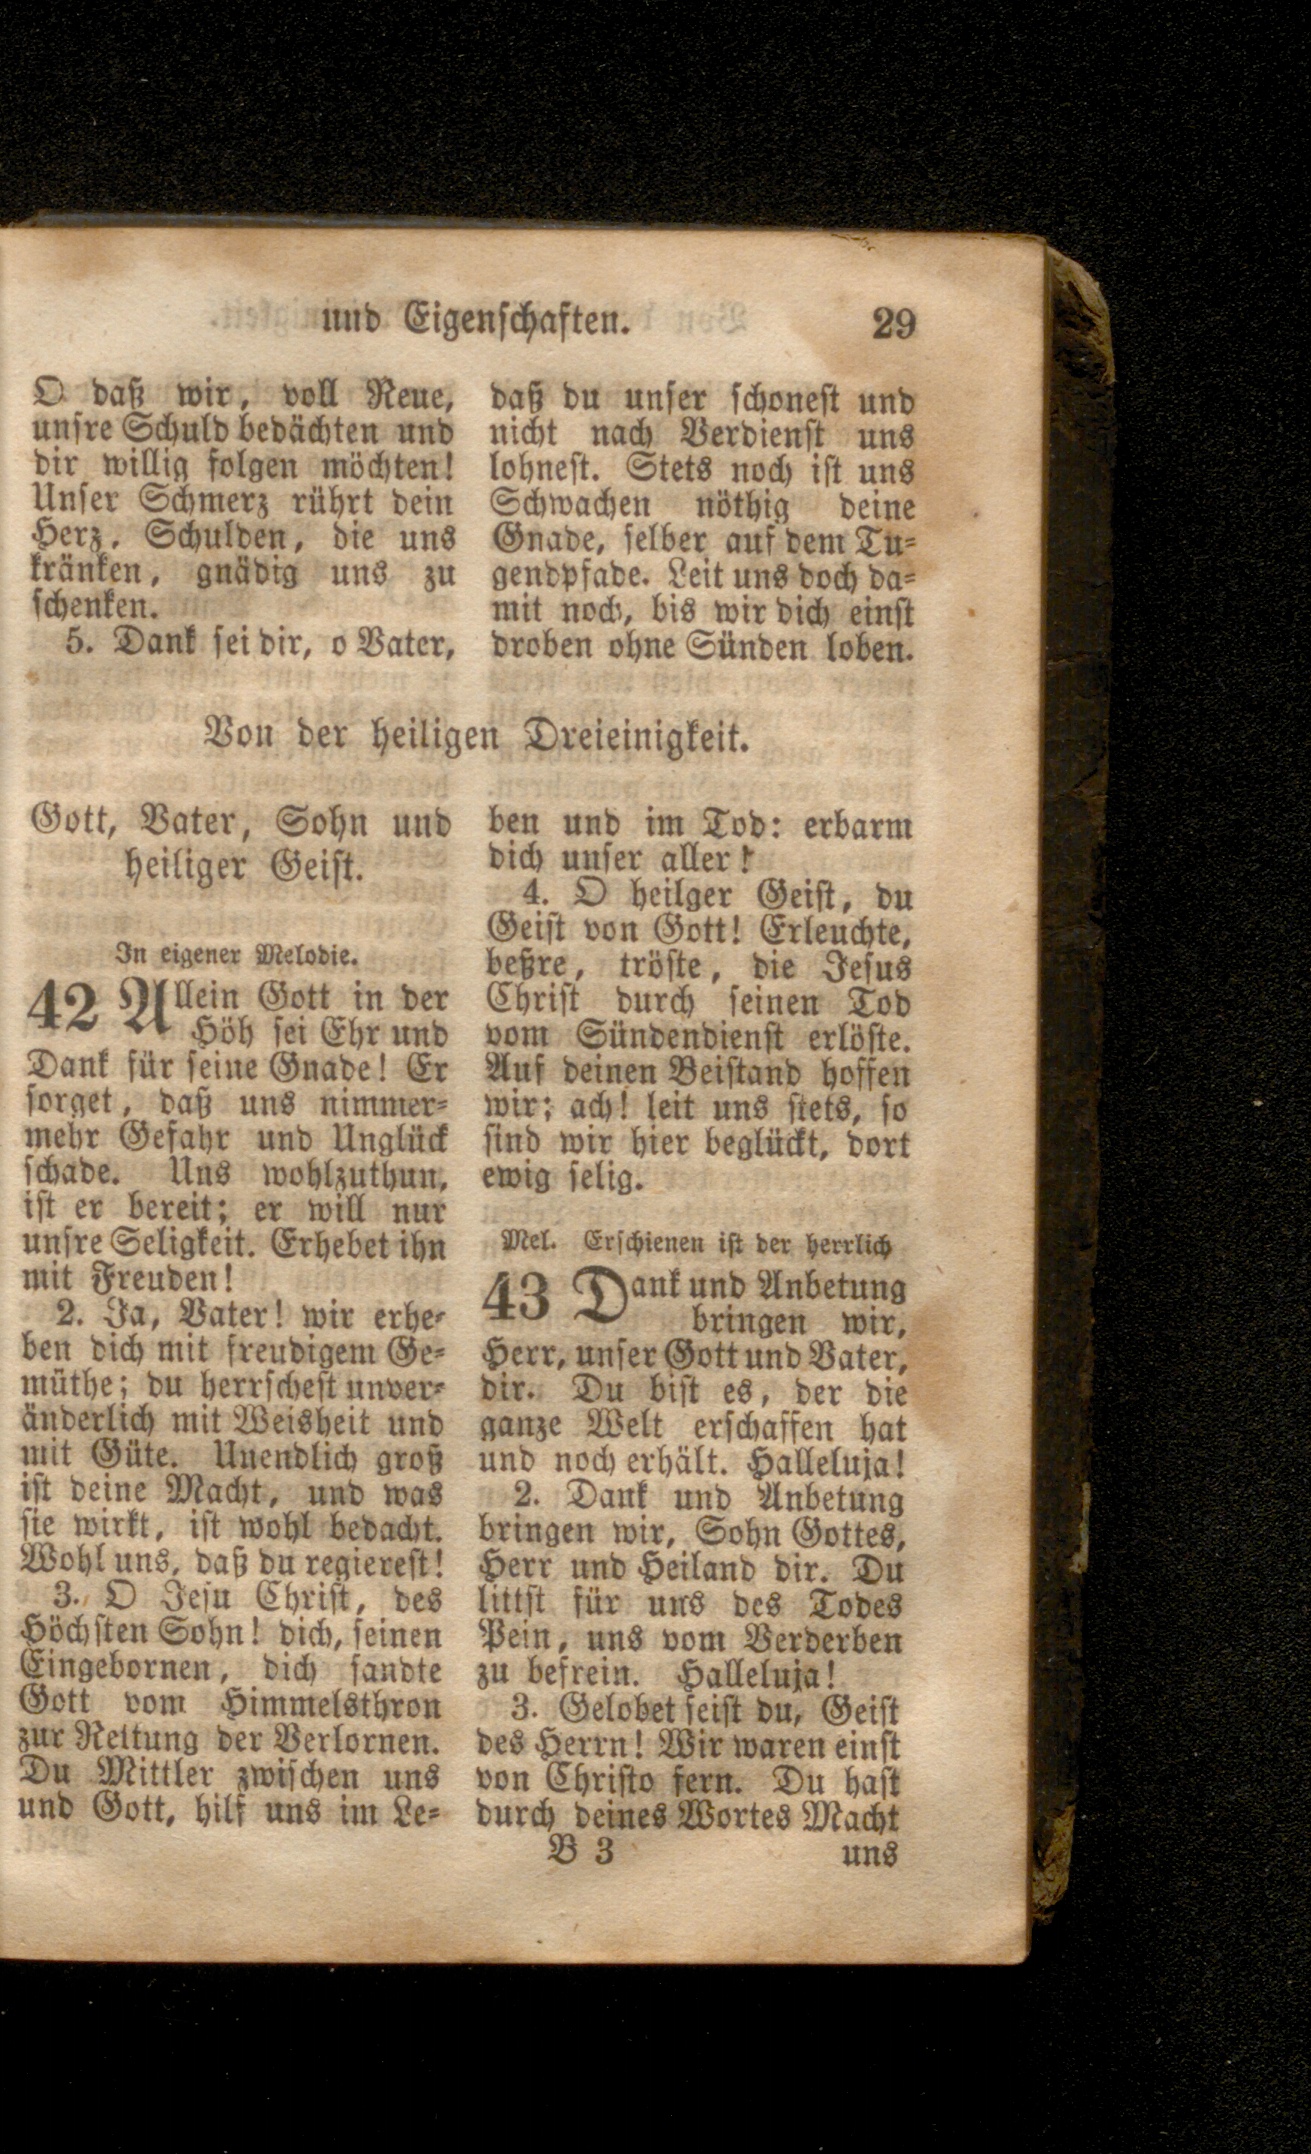 und Eigenschaften. 29
O daß wir, voll Reue,
unsre Schuld bedächten und
dir willig folgen möchten!
Unser Schmerz rührt dein
Herz. Schulden, die uns
kränken, gnädig uns zu
schenken.
5. Dank sei dir, o Vater,
daß du unser schonest und
nicht nach Verdienst uns
lohnest. Stets noch ist uns
Schwachen nöthig deine
Gnade, selber auf dem Tu-
gendpfade. Leit uns doch da-
mit noch, bis wir dich einst
droben ohne Sünden loben.
Von der heiligen Dreieinigkeit.
Gott, Vater, Sohn und
heiliger Geist.
In eigener Melodie.
42 Allein Gott in der
Höh sei Ehr und
Dank für seine Gnade! Er
sorget, daß uns nimmer-
mehr Gefahr und Unglück
schade. Uns wohlzuthun,
ist er bereit; er will nur
unsre Seligkeit. Erhebet ihn
mit Freuden!
2. Ja, Vater! wir erhe-
ben dich mit freudigem Ge-
müthe; du herrschest unver-
änderlich mit Weisheit und
mit Güte. Unendlich groß
ist deine Macht, und was
sie wirkt, ist wohl bedacht.
Wohl uns, daß du regierest!
3. O Jesu Christ, des
Höchsten Sohn! dich, seinen
Eingebornen, dich sandte
Gott vom Himmelsthron
zur Rettung der Verlornen.
Du Mittler zwischen uns
und Gott, hilf uns im Le-
ben und im Tod: erbarm
dich unser aller!
4. O heilger Geist, du
Geist von Gott! Erleuchte,
beßre, tröste, die Jesus
Christ durch seinen Tod
vom Sündendienst erlöste.
Auf deinen Beistand hoffen
wir; ach! leit uns stets, so
sind wir hier beglückt, dort
ewig selig.
Mel. Erschienen ist der herrlich
43 Dank und Anbetung
bringen wir,
Herr, unser Gott und Vater,
dir. Du bist es, der die
ganze Welt erschaffen hat
und noch erhält. Halleluja!
2. Dank und Anbetung
bringen wir, Sohn Gottes,
Herr und Heiland dir. Du
littst für uns des Todes
Pein, uns vom Verderben
zu befrein. Halleluja!
3. Gelobet seist du, Geist
des Herrn! Wir waren einst
von Christo fern. Du hast
durch deines Wortes Macht
B 3 uns